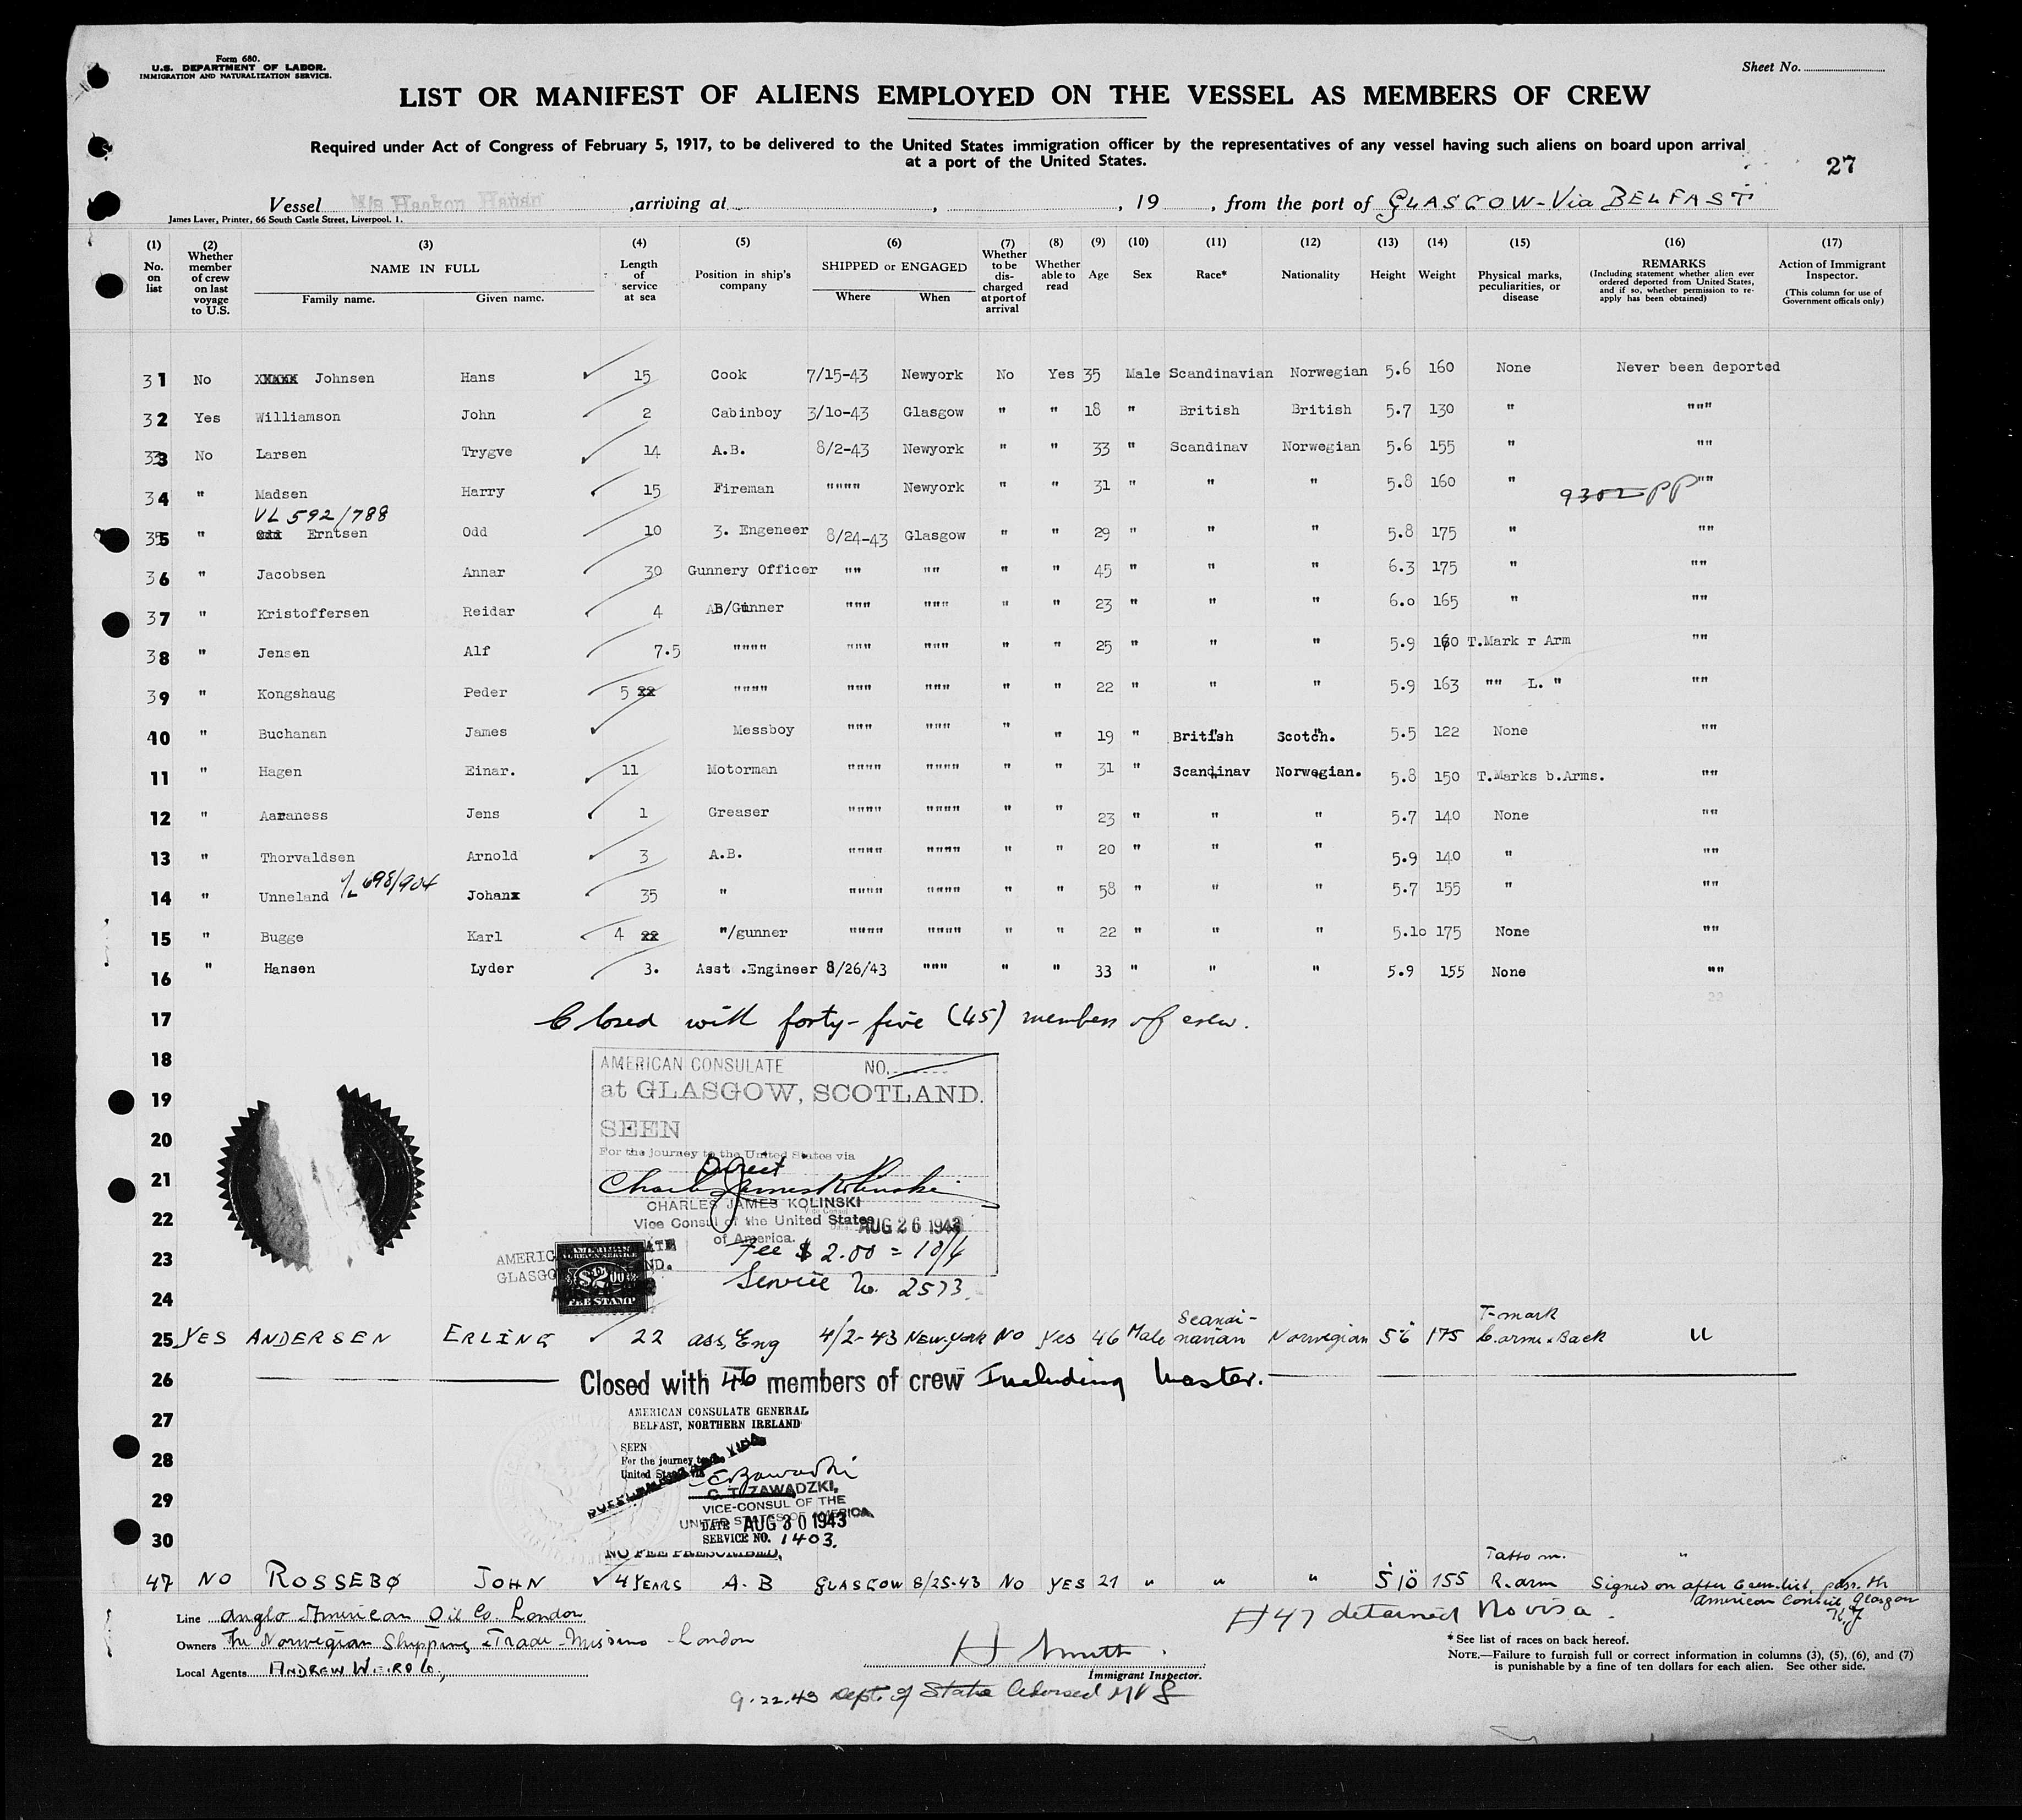 Form 680.
U.S. DEPARTMENT OF LABOR.
IMMIGRATION AND NATURALIZATION SERVICE.
Sheet No.
LIST OR MANIFEST OF ALIENS EMPLOYED ON THE VESSEL AS MEMBERS OF CREW
Required under Act of Congress of February 5, 1917, to be delivered to the United States immigration officer by the representatives of any vessel having such aliens on board upon arrival
at a port of the United States.
27
Vessel M/s Haakon Hauan , arriving at , , 19 , from the port of GLASGOW-Via BELFAST
James Laver, Printer, 66 South Castle Street, Liverpool. 1.
(1) No. on list
(2) Whether member of crew on last voyage to U.S.
(3) NAME IN FULL Family name. Given name.
(4) Length of service at sea
(5) Position in ship's company
(6) SHIPPED or ENGAGED Where When
(7) Whether to be discharged at port of arrival
(8) Whether able to read
(9) Age
(10) Sex
(11) Race*
(12) Nationality
(13) Height
(14) Weight
(15) Physical marks, peculiarities, or disease
(16) REMARKS (Including statement whether alien ever ordered deported from United States, and if so, whether permission to reapply has been obtained)
(17) Action of Immigrant Inspector. (This column for use of Government officals only)
31 No Johnsen Hans 15 Cook 7/15-43 Newyork No Yes 35 Male Scandinavian Norwegian 5.6 160 None Never been deported
32 Yes Williamson John 2 Cabinboy 3/10-43 Glasgow " " 18 " British British 5.7 130 " """
33 No Larsen Trygve 14 A.B. 8/2-43 Newyork " " 33 " Scandinav Norwegian 5.6 155 " ""
34 " Madsen Harry 15 Fireman """" Newyork " " 31 " " " 5.8 160 " 9302 pp ""
VL 592/788
35 " Erntsen Odd 10 3. Engeneer 8/24-43 Glasgow " " 29 " " " 5.8 175 " ""
36 " Jacobsen Annar 30 Gunnery Officer "" "" " " 45 " " " 6.3 175 " ""
37 " Kristoffersen Reidar 4 AB/Gunner """ """ " " 23 " " " 6.0 165 " ""
38 " Jensen Alf 7.5 """" """ """ " " 25 " " " 5.9 160 T.Mark r Arm ""
39 " Kongshaug Peder 5 """" """ """ " " 22 " " " 5.9 163 "" L. " ""
40 " Buchanan James Messboy """ """ " " 19 " British Scotch. 5.5 122 None ""
11 " Hagen Einar. 11 Motorman """" """" " " 31 " Scandinav Norwegian. 5.8 150 T.Marks b.Arms. ""
12 " Aaraness Jens 1 Greaser """" """" " " 23 " " " 5.7 140 None ""
13 " Thorvaldsen Arnold 3 A.B. """" """" " " 20 " " " 5.9 140 " ""
14 " Unneland VL 698/904 Johanx 35 " """" """" " " 58 " " " 5.7 155 " ""
15 " Bugge Karl 4 "/gunner """" """" " " 22 " " " 5.10 175 None ""
16 " Hansen Lyder 3. Asst .Engineer 8/26/43 """ " " 33 " " " 5.9 155 None ""
17 Closed with forty-five (45) members of crew.
18
AMERICAN CONSULATE NO.
19 at GLASGOW, SCOTLAND.
20 SEEN
For the journey to the United States via
Direct
21 Charles James Kolinski
CHARLES JAMES KOLINSKI
22 Vice Consul of the United States
of America.
AUG 26 1943
23 Fee $ 2.00 = 10/4
Service No. 2573.
AMERICAN
$2.00
FEE STAMP
24
25 YES ANDERSEN ERLING 22 ass, Eng 4/2-43 NEW-YORK NO Yes 46 Male Scandinavian Norwegian 5'6 175 T-mark b.arms & Back "
26 Closed with 46 members of crew Including Master.
27 AMERICAN CONSULATE GENERAL
BELFAST, NORTHERN IRELAND
SEEN
28 For the journey to the
United States via
C. T. ZAWADZKI,
29 VICE-CONSUL OF THE
UNITED STATES OF AMERICA
DATE AUG 30 1943
30 SERVICE NO. 1403.
NO FEE PRESCRIBED.
47 NO ROSSEBØ JOHN 4 YEARS A.B GLASGOW 8/25-43 NO YES 21 " " " 5'10 155 Tatto m. R. arm " Signed on after Crew-list pass. th American Consul Glasgow
#47 detained No visa.
Line Anglo American Oil Co. London
Owners The Norwegian Shipping & Trade Mission - London
Local Agents ANDREW WEIR & Co.,
H Smith.
Immigrant Inspector.
* See list of races on back hereof.
NOTE.—Failure to furnish full or correct information in columns (3), (5), (6), and (7)
is punishable by a fine of ten dollars for each alien. See other side.
9.22.43 Dept. of State advised